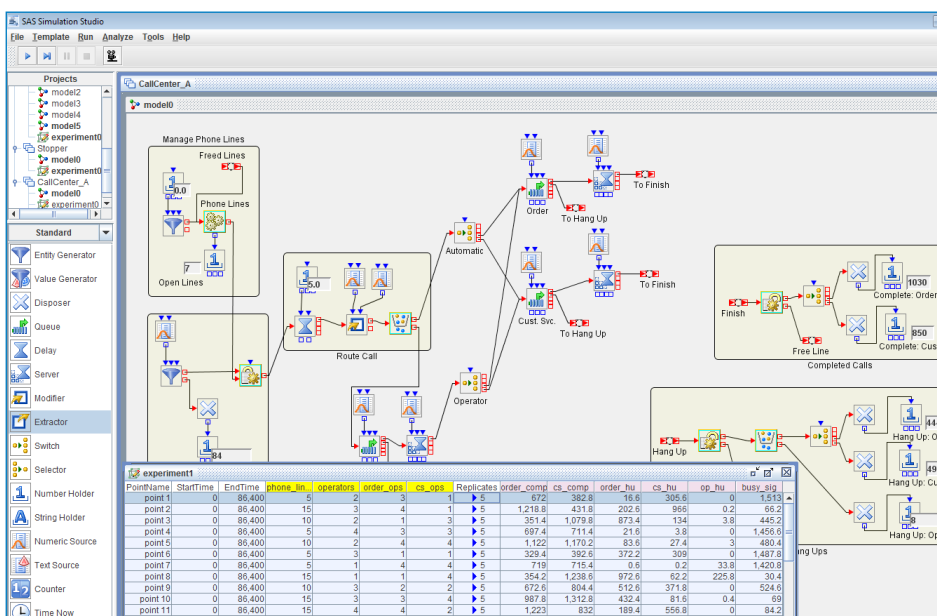 SAS Simulation Studio
File Template Run Analyze Tools Help
Projects
model2
model3
model4
model5
experiment0
Stopper
model0
experiment0
CallCenter_A
model0
experiment0
Standard
Entity Generator
Value Generator
Disposer
Queue
Delay
Server
Modifier
Extractor
Switch
Selector
Number Holder
String Holder
Numeric Source
Text Source
Counter
Time Now
CallCenter_A
model0
Manage Phone Lines
Freed Lines
0.0
Phone Lines
7
Open Lines
84
5.0
Route Call
Automatic
Operator
Order
To Hang Up
To Finish
Cust. Svc.
To Hang Up
To Finish
Finish
Free Line
1030
Complete: Order
850
Complete: Cus
Completed Calls
Hang Up
44
Hang Up: O
49
Hang Up: Cu
8
Hang Up: Op
ng Ups
experiment1
PointName StartTime EndTime phone_lin... operators order_ops cs_ops Replicates order_comp cs_comp order_hu cs_hu op_hu busy_sig
point 1 0 86,400 5 2 3 1 5 672 382.8 16.6 305.6 0 1,513
point 2 0 86,400 15 3 2 4 5 1,218.8 431.8 202.6 966 0.2 66.2
point 3 0 86,400 10 2 1 3 5 351.4 1,079.8 873.4 134 3.8 445.2
point 4 0 86,400 5 4 3 3 5 697.4 711.4 21.6 3.8 0 1,456.6
point 5 0 86,400 10 2 4 4 5 1,122 1,170.2 83.6 27.4 3 480.4
point 6 0 86,400 5 3 1 1 5 329.4 392.6 372.2 309 0 1,487.8
point 7 0 86,400 5 1 4 4 5 719 715.4 0.6 0.2 33.8 1,420.8
point 8 0 86,400 15 1 1 4 5 354.2 1,238.6 972.6 62.2 225.8 30.4
point 9 0 86,400 10 3 2 2 5 672.6 804.4 512.6 371.8 0 524.6
point 10 0 86,400 15 3 3 4 5 987.8 1,312.8 432.4 81.6 0.4 69
point 11 0 86,400 15 4 4 2 5 1,223 832 189.4 556.8 0 84.2